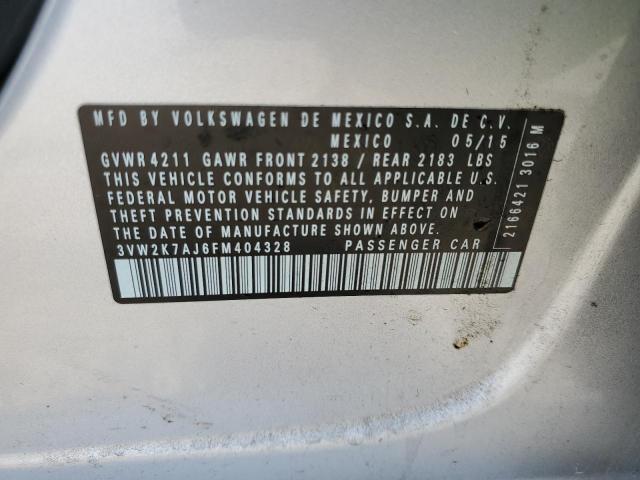 MFD BY VOLKSWAGEN DE MEXICO S.A. DE C.V.
MEXICO 05/15
GVWR 4211 GAWR FRONT 2138 / REAR 2183 LBS
THIS VEHICLE CONFORMS TO ALL APPLICABLE U.S.
FEDERAL MOTOR VEHICLE SAFETY, BUMPER AND
THEFT PREVENTION STANDARDS IN EFFECT ON
THE DATE OF MANUFACTURE SHOWN ABOVE.
3VW2K7AJ6FM404328 PASSENGER CAR
2166421 3016 M